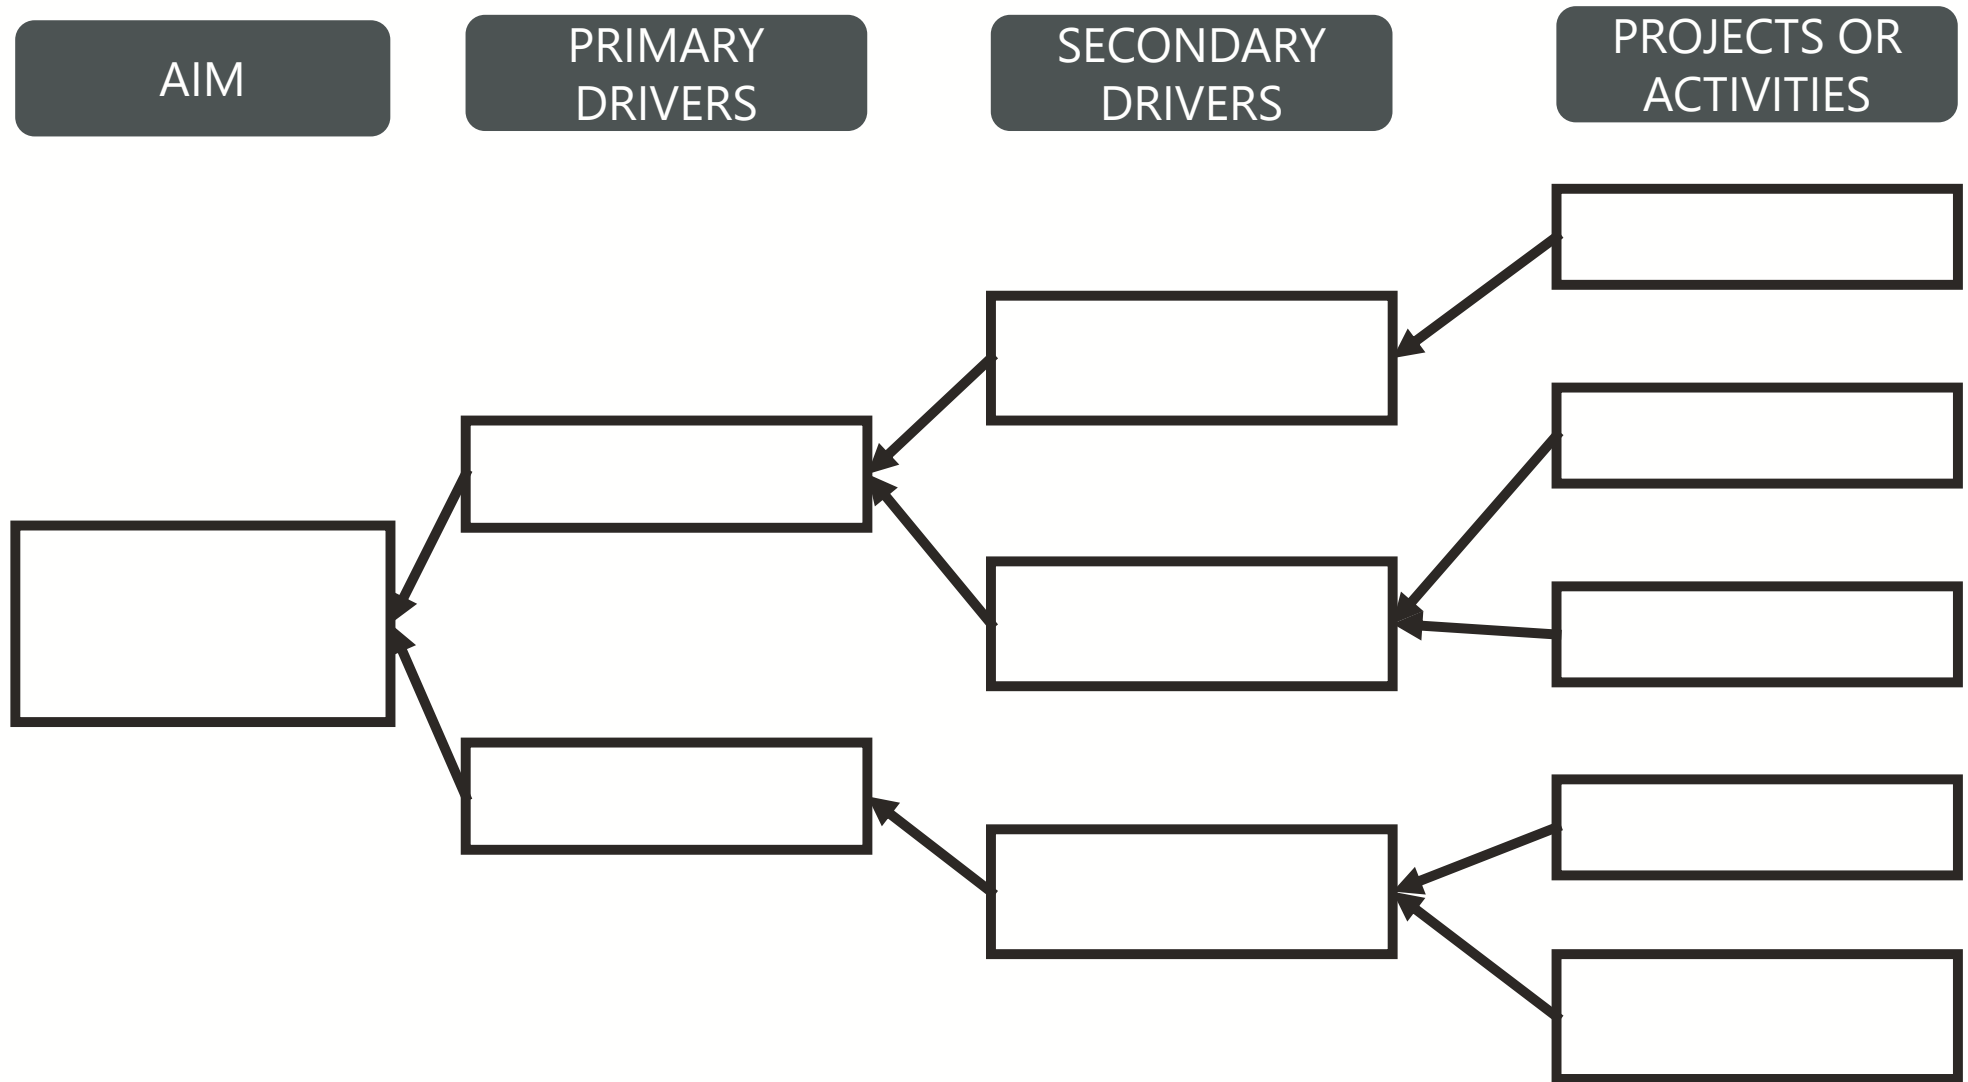 AIM
PRIMARY
DRIVERS
SECONDARY
DRIVERS
PROJECTS OR
ACTIVITIES